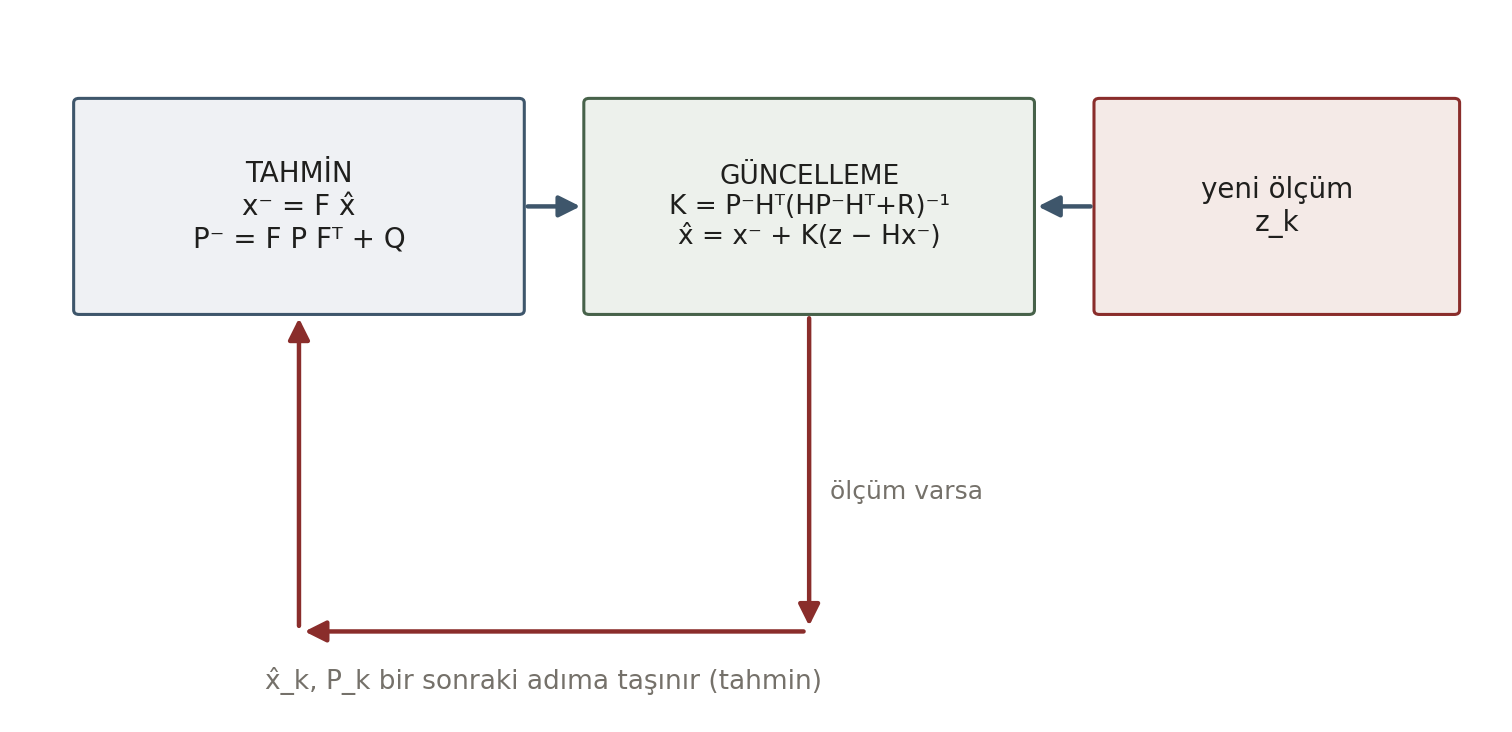 TAHMİN
x⁻ = F x̂
P⁻ = F P Fᵀ + Q
GÜNCELLEME
K = P⁻Hᵀ(HP⁻Hᵀ+R)⁻¹
x̂ = x⁻ + K(z − Hx⁻)
yeni ölçüm
z_k
ölçüm varsa
x̂_k, P_k bir sonraki adıma taşınır (tahmin)